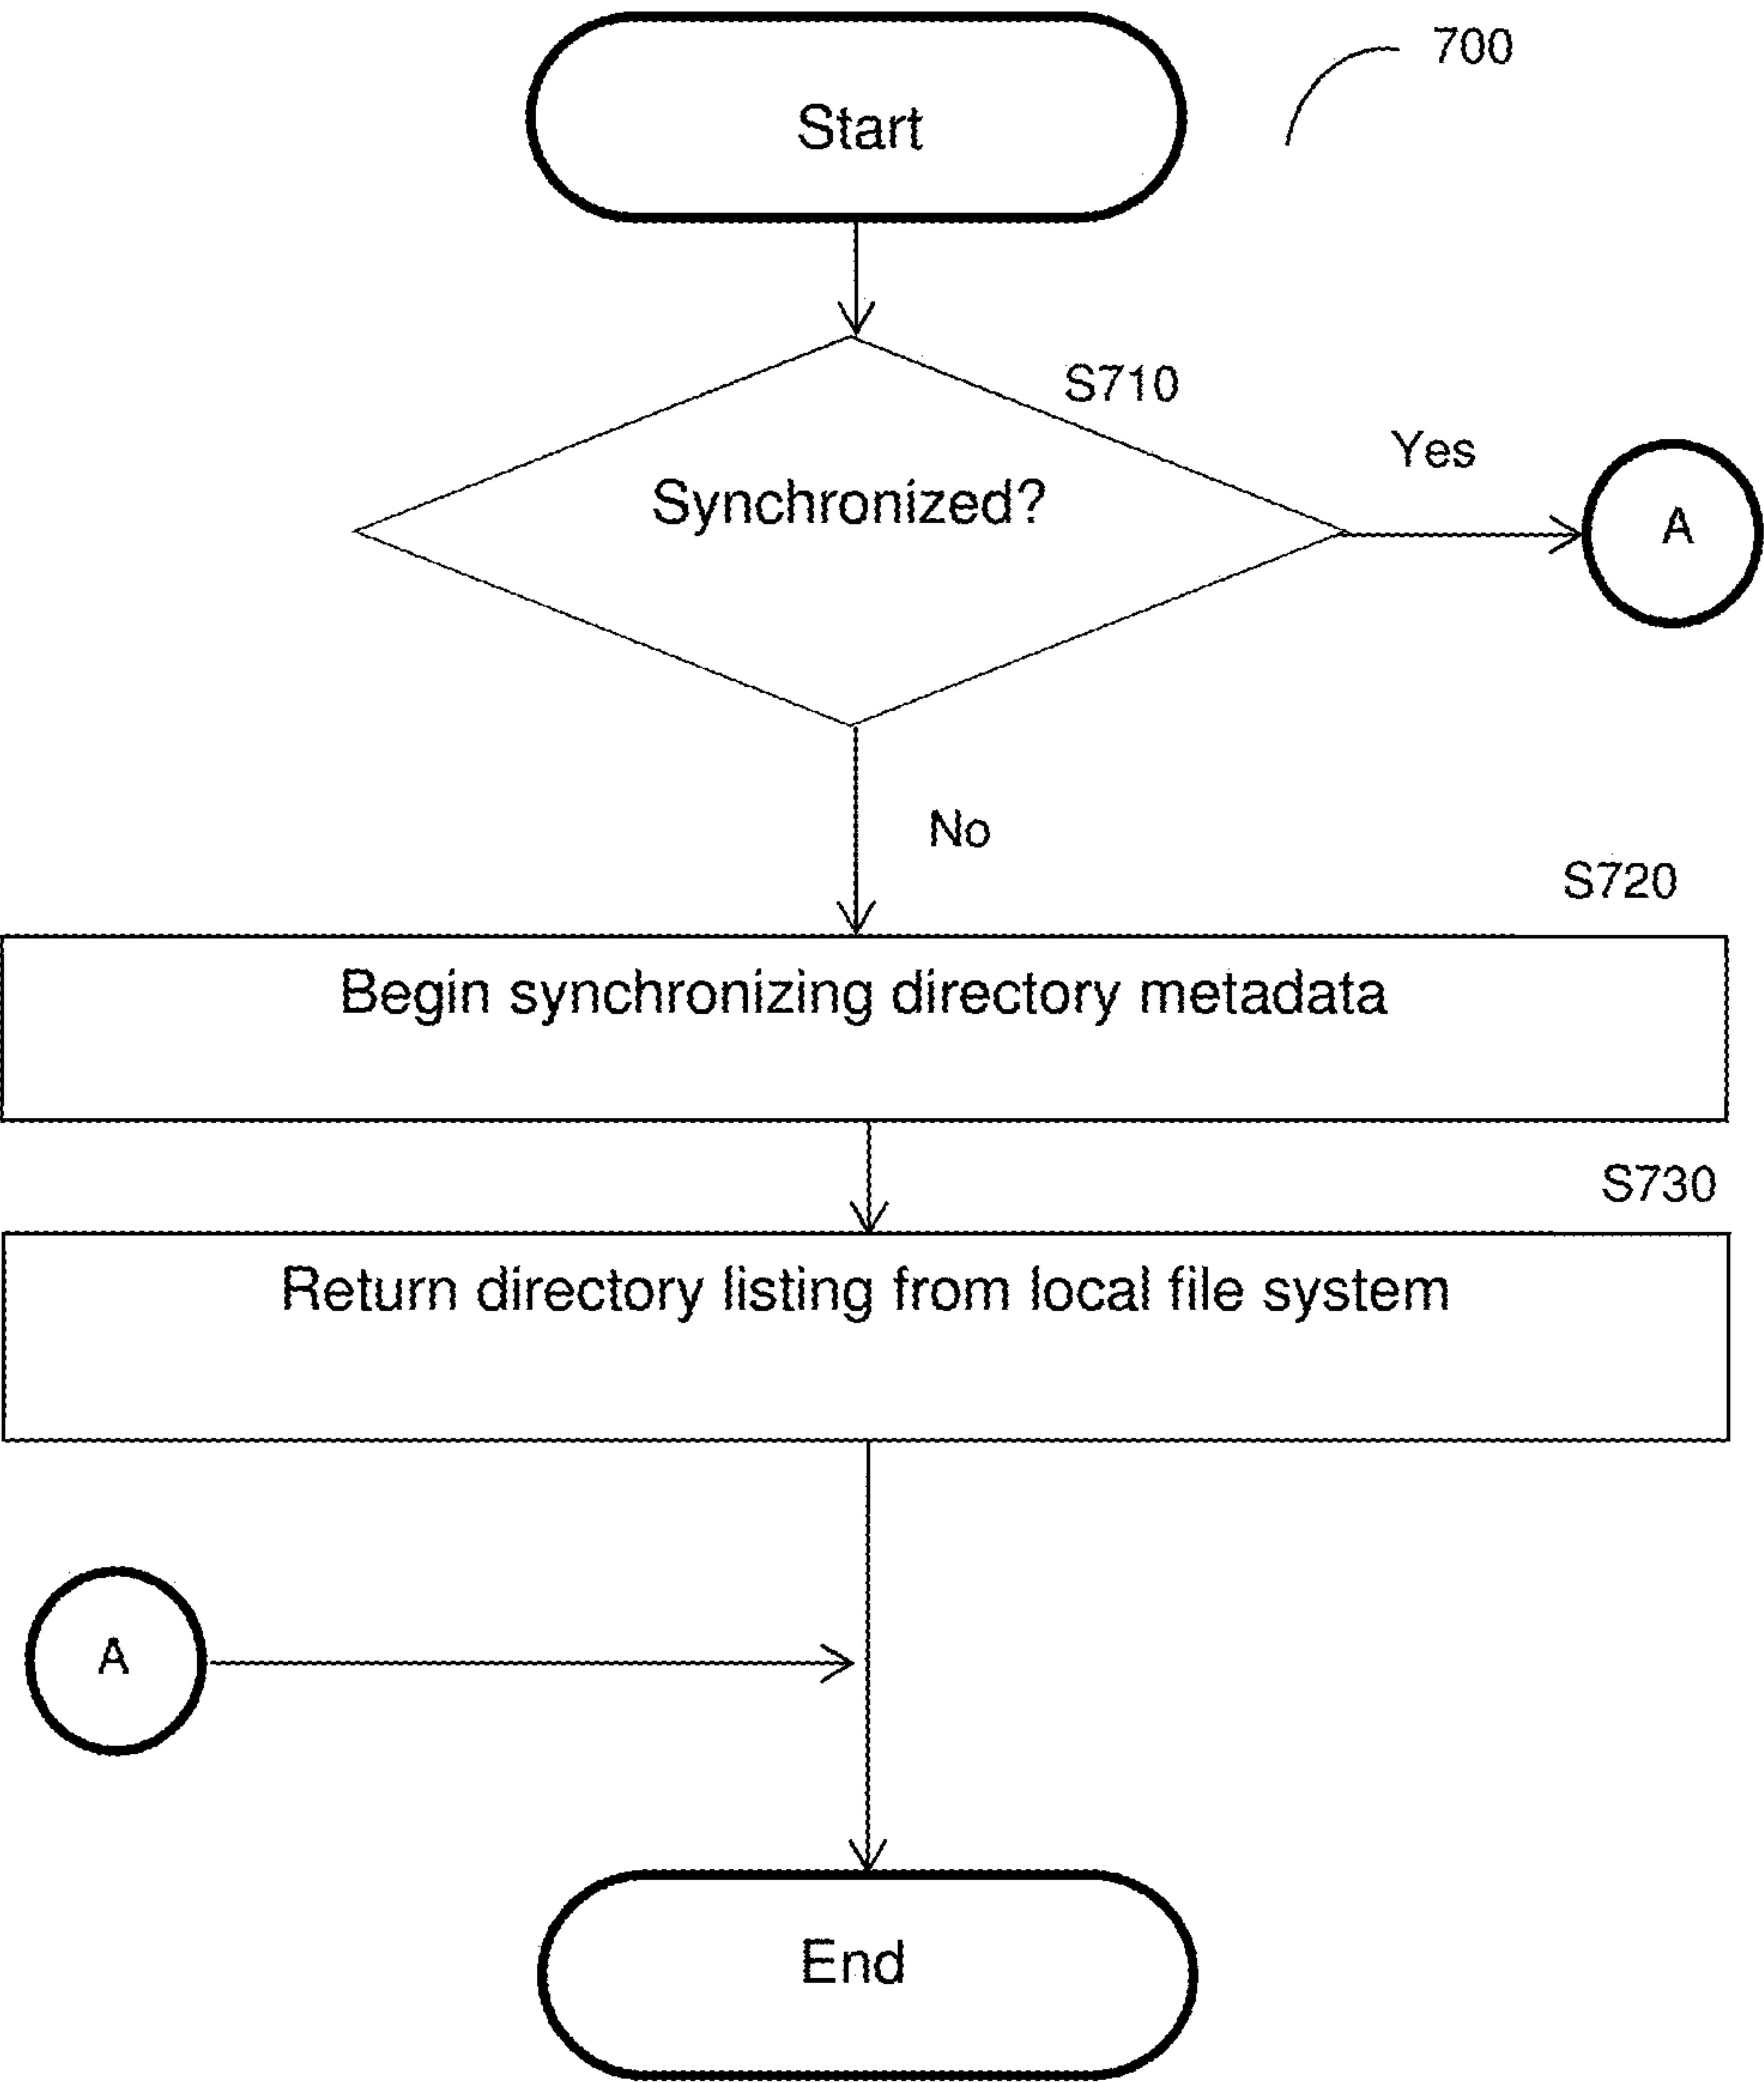 700
Start
S710
Yes
Synchronized?
A
No
S720
Begin synchronizing directory metadata
S730
Return directory listing from local file system
A
End